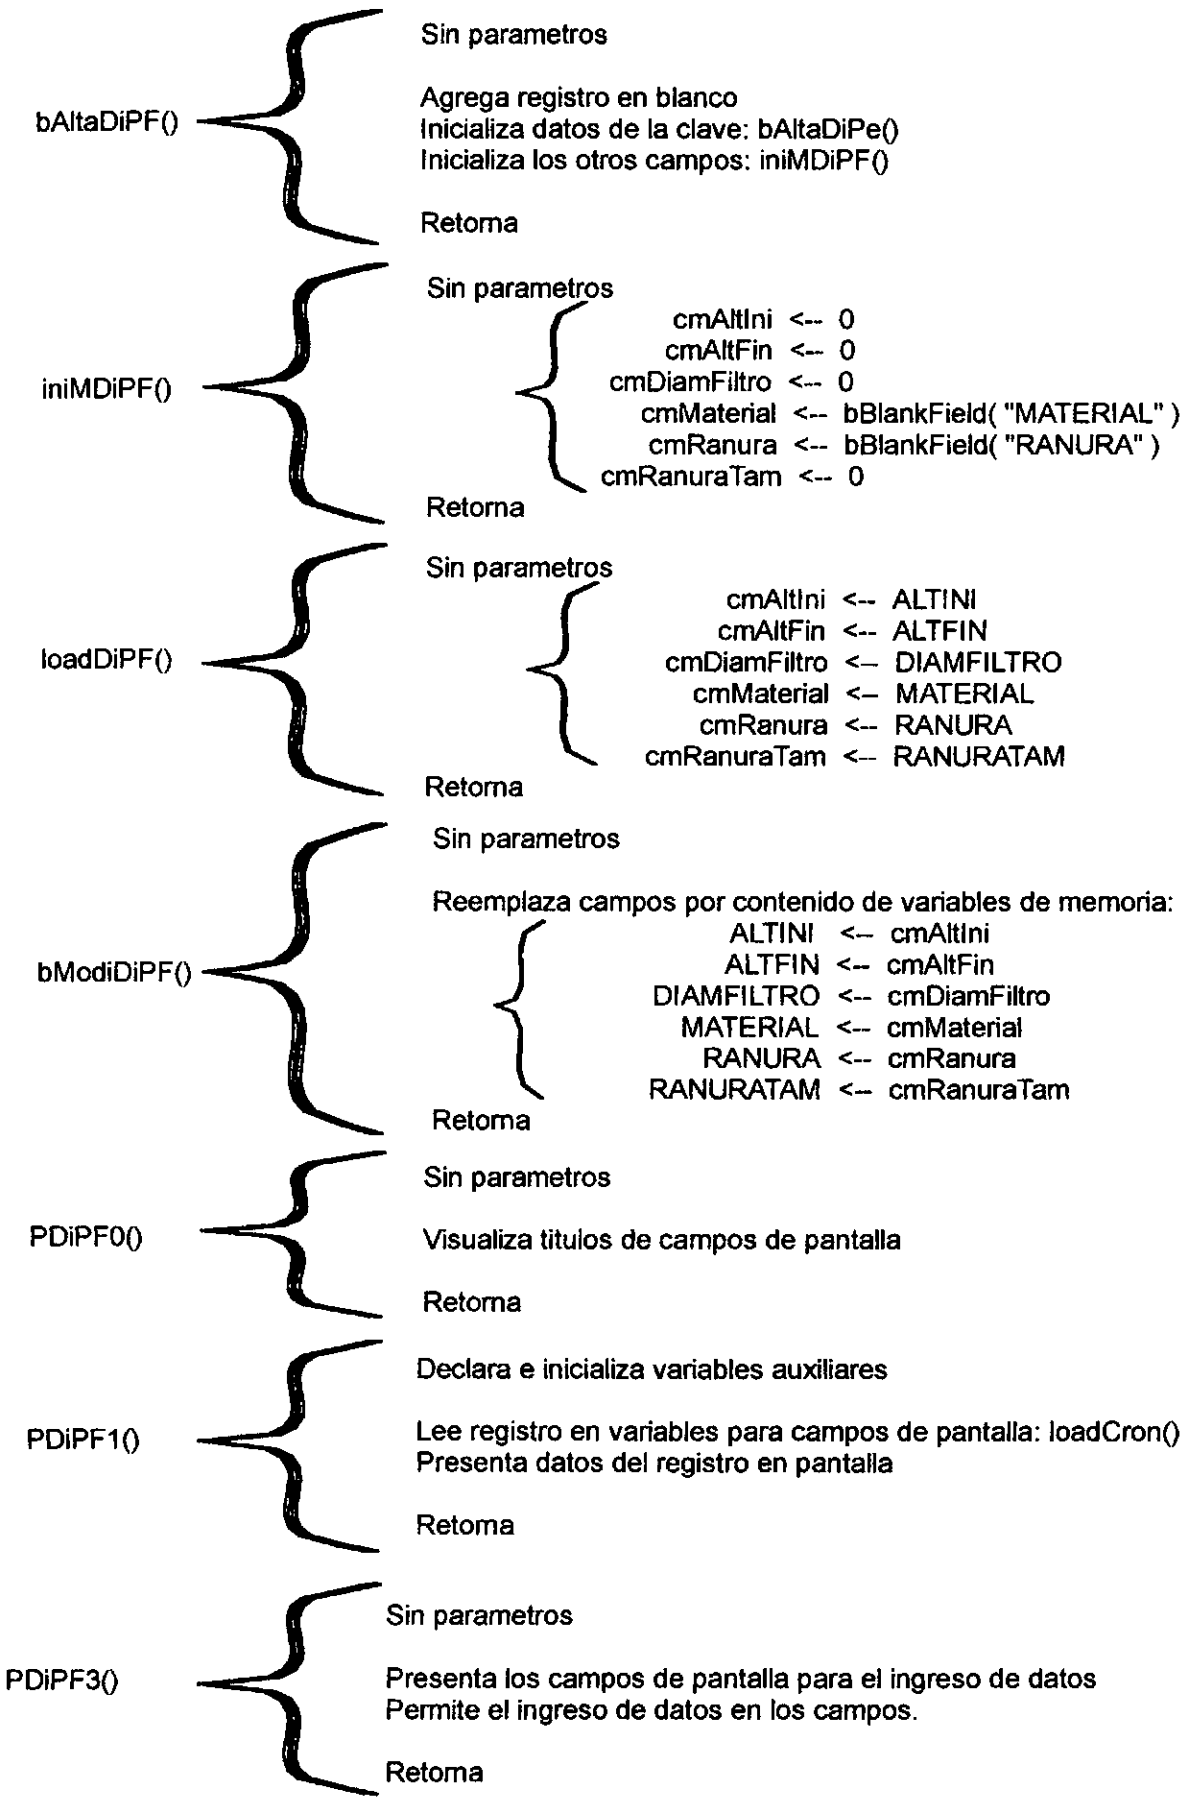 Sin parametros
Agrega registro en blanco
bAltaDiPF()
Inicializa datos de la clave: bAltaDiPe()
Inicializa los otros campos: iniMDiPF()
Retorna
Sin parametros
cmAltIni <-- 0
cmAltFin <-- 0
iniMDiPF()
cmDiamFiltro <-- 0
cmMaterial <-- bBlankField( "MATERIAL" )
cmRanura <-- bBlankField( "RANURA" )
cmRanuraTam <-- 0
Retorna
Sin parametros
cmAltIni <-- ALTINI
cmAltFin <-- ALTFIN
loadDiPF()
cmDiamFiltro <-- DIAMFILTRO
cmMaterial <-- MATERIAL
cmRanura <-- RANURA
cmRanuraTam <-- RANURATAM
Retorna
Sin parametros
Reemplaza campos por contenido de variables de memoria:
ALTINI <-- cmAltIni
bModiDiPF()
ALTFIN <-- cmAltFin
DIAMFILTRO <-- cmDiamFiltro
MATERIAL <-- cmMaterial
RANURA <-- cmRanura
RANURATAM <-- cmRanuraTam
Retorna
Sin parametros
PDiPF0()
Visualiza titulos de campos de pantalla
Retorna
Declara e inicializa variables auxiliares
PDiPF1()
Lee registro en variables para campos de pantalla: loadCron()
Presenta datos del registro en pantalla
Retorna
Sin parametros
PDiPF3()
Presenta los campos de pantalla para el ingreso de datos
Permite el ingreso de datos en los campos.
Retorna